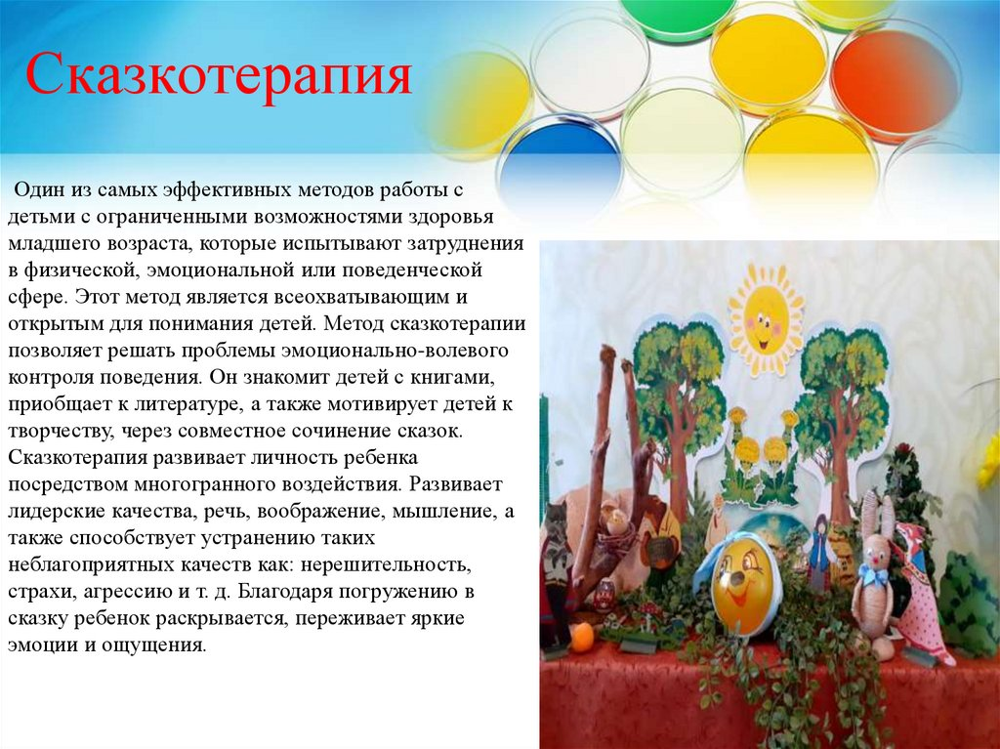 Сказкотерапия
Один из самых эффективных методов работы с
детьми с ограниченными возможностями здоровья
младшего возраста, которые испытывают затруднения
в физической, эмоциональной или поведенческой
сфере. Этот метод является всеохватывающим и
открытым для понимания детей. Метод сказкотерапии
позволяет решать проблемы эмоционально-волевого
контроля поведения. Он знакомит детей с книгами,
приобщает к литературе, а также мотивирует детей к
творчеству, через совместное сочинение сказок.
Сказкотерапия развивает личность ребенка
посредством многогранного воздействия. Развивает
лидерские качества, речь, воображение, мышление, а
также способствует устранению таких
неблагоприятных качеств как: нерешительность,
страхи, агрессию и т. д. Благодаря погружению в
сказку ребенок раскрывается, переживает яркие
эмоции и ощущения.